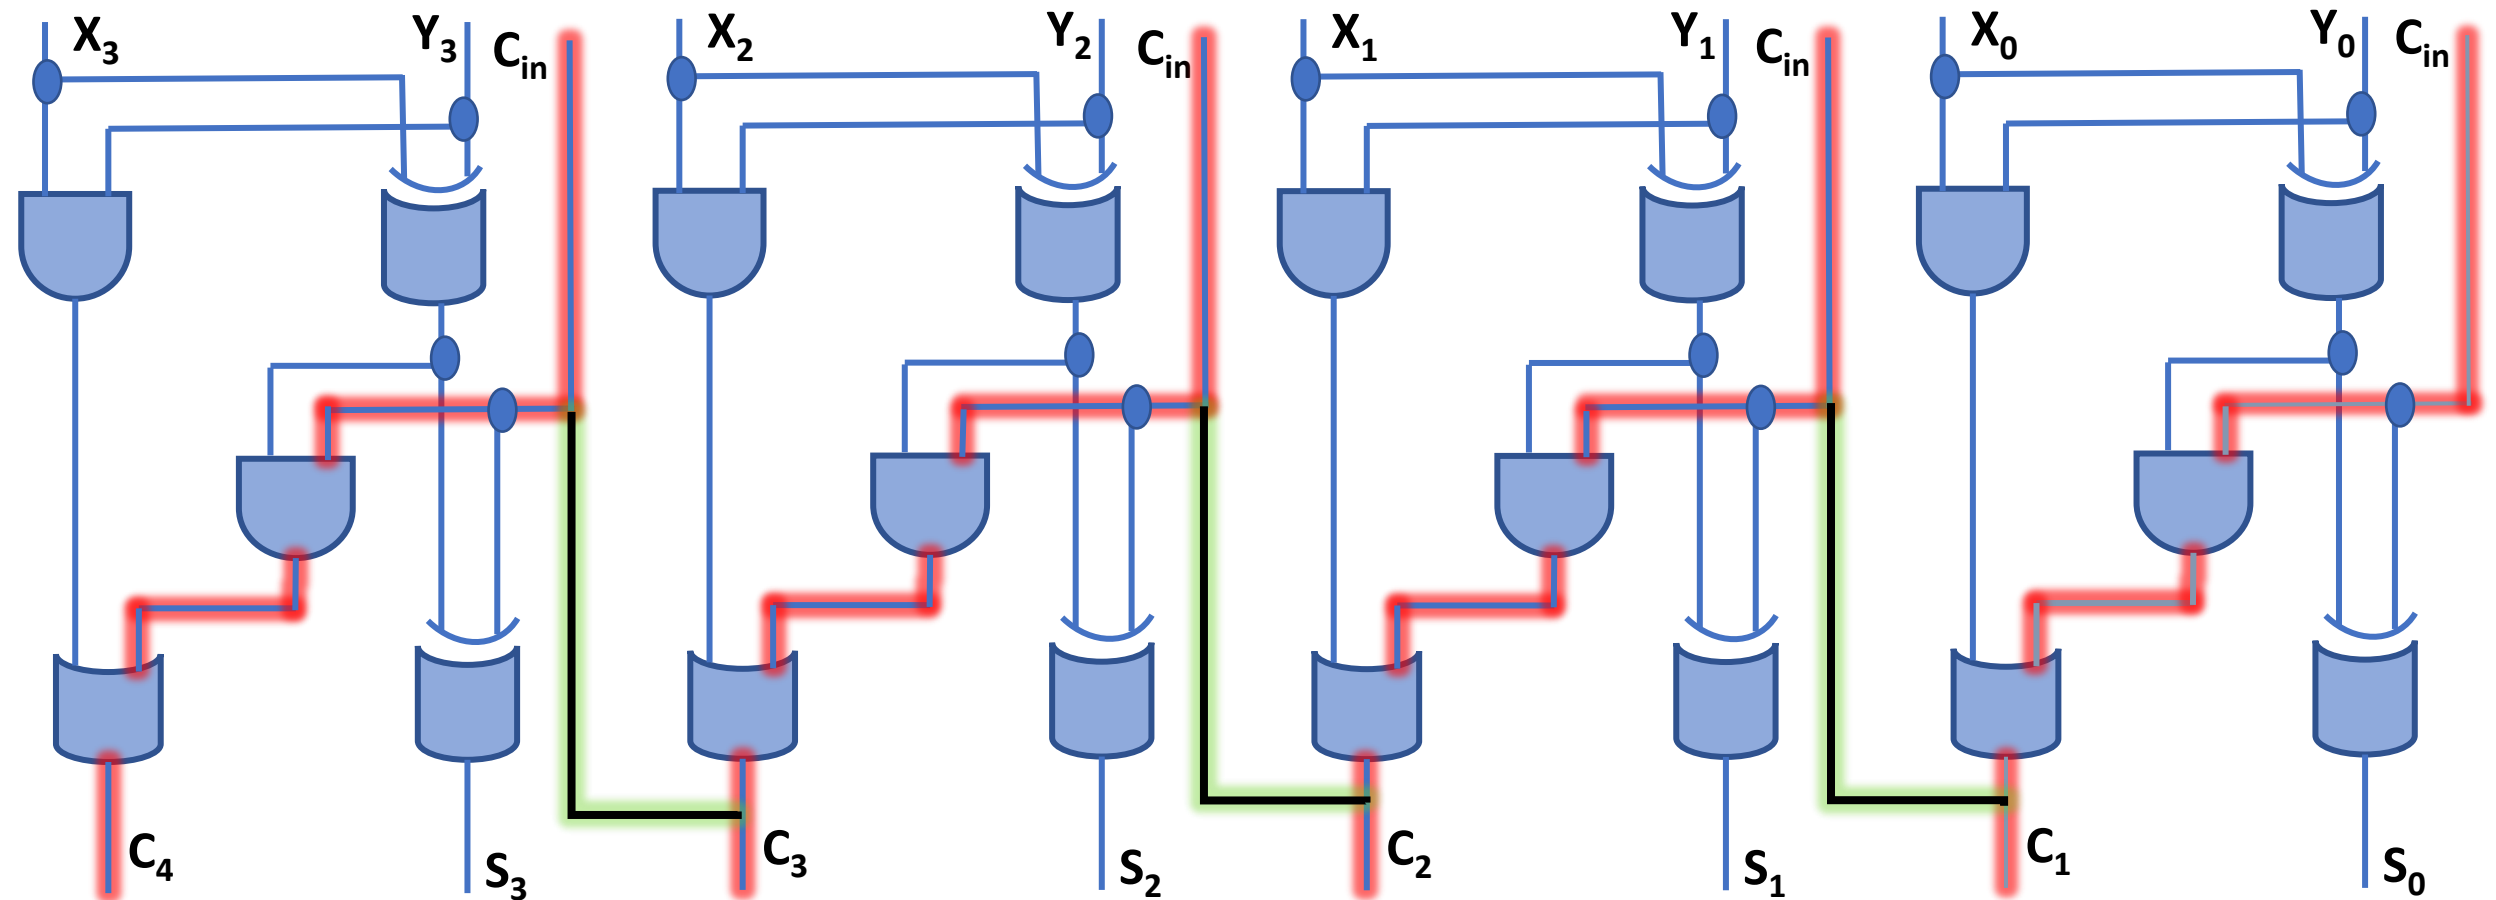 X3 Y3 Cin X2 Y2 Cin X1 Y1 Cin X0 Y0 Cin
C4 S3 C3 S2 C2 S1 C1 S0